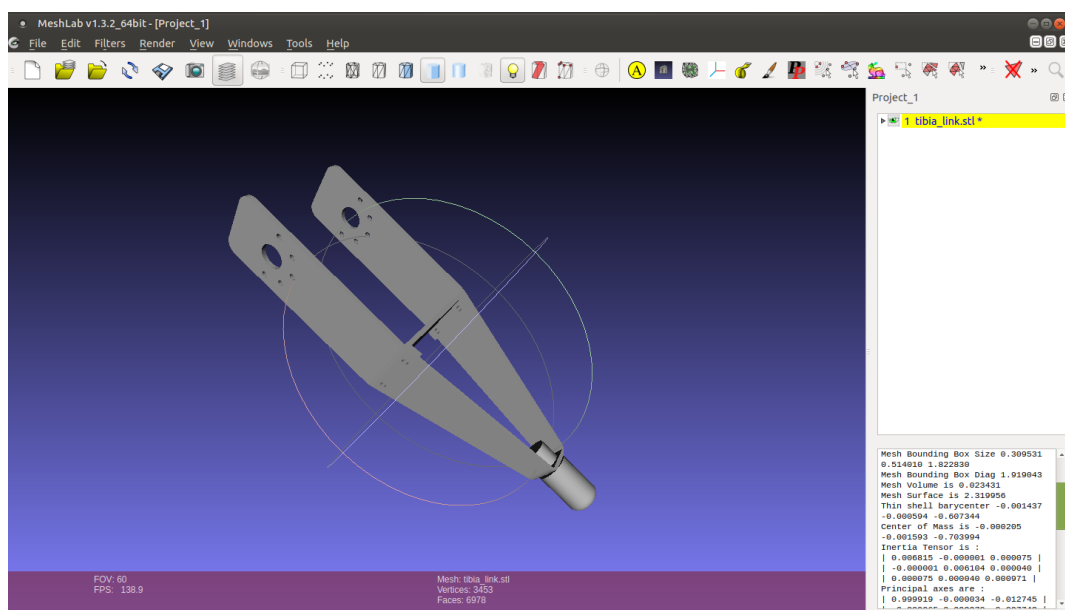 MeshLab v1.3.2_64bit - [Project_1]
File Edit Filters Render View Windows Tools Help
Project_1
1 tibia_link.stl *
Mesh Bounding Box Size 0.309531
0.514010 1.822830
Mesh Bounding Box Diag 1.919043
Mesh Volume is 0.023431
Mesh Surface is 2.319956
Thin shell barycenter -0.001437
-0.000594 -0.607344
Center of Mass is -0.000205
-0.001593 -0.703994
Inertia Tensor is :
| 0.006815 -0.000001 0.000075 |
| -0.000001 0.006104 0.000040 |
| 0.000075 0.000040 0.000971 |
Principal axes are :
| 0.999919 -0.000034 -0.012745 |
FOV: 60
FPS: 138.9
Mesh: tibia_link.stl
Vertices: 3453
Faces: 6978